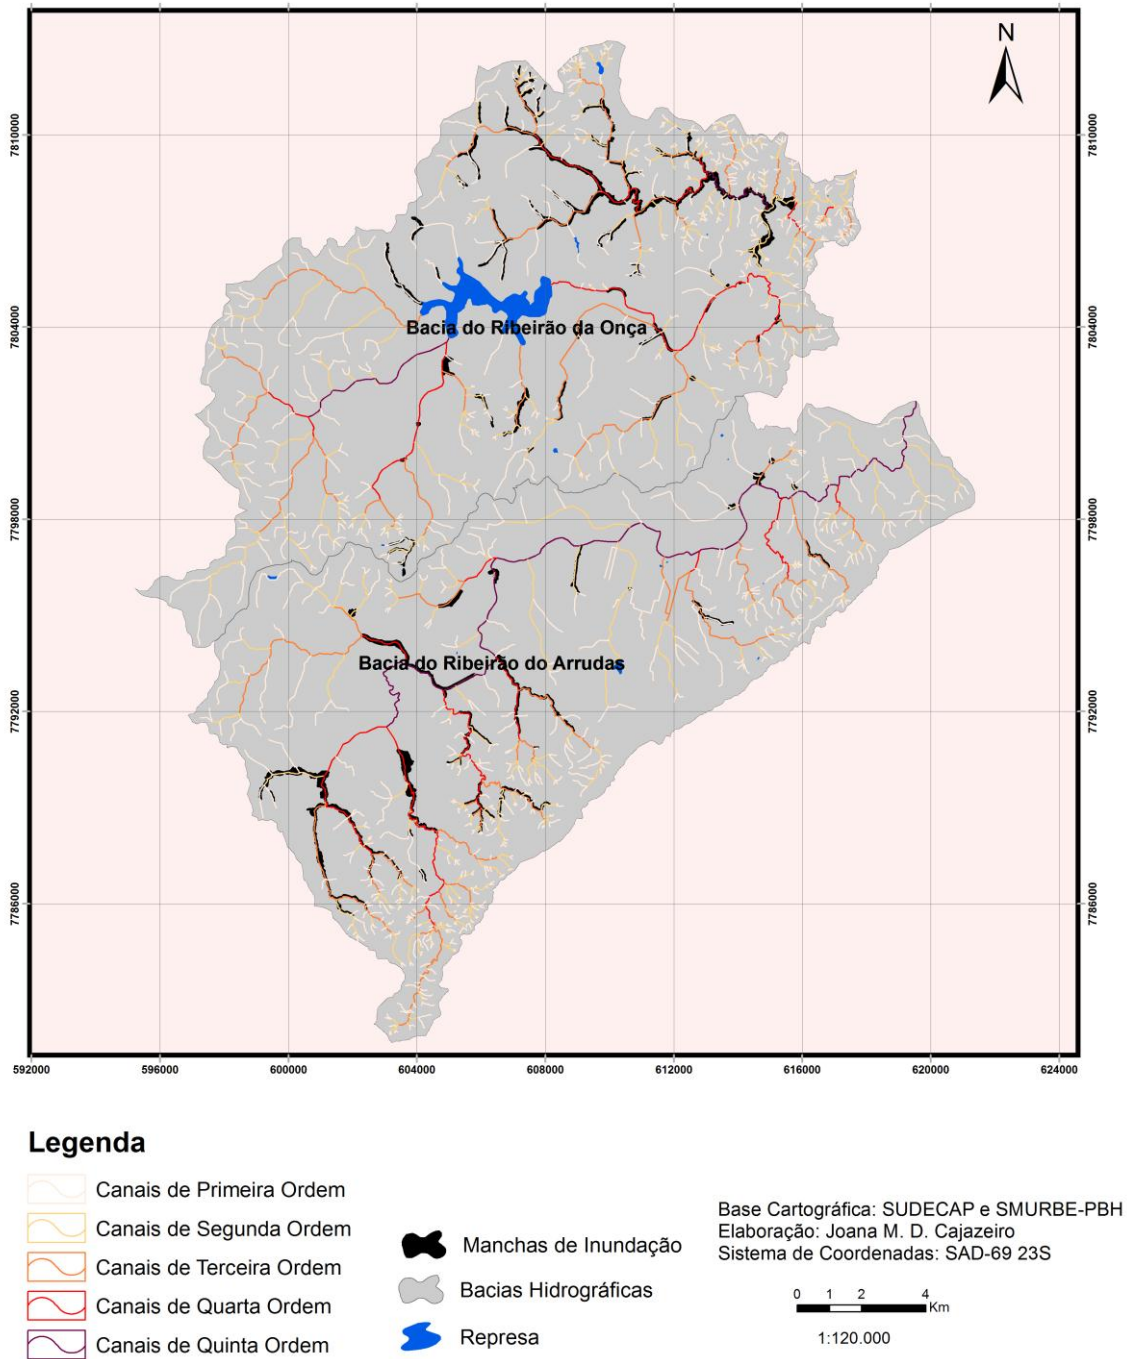 N
7810000
7810000
7804000
7804000
Bacia do Ribeirão da Onça
7798000
7798000
Bacia do Ribeirão do Arrudas
7792000
7792000
7786000
7786000
592000 596000 600000 604000 608000 612000 616000 620000 624000
Legenda
Canais de Primeira Ordem
Canais de Segunda Ordem
Canais de Terceira Ordem
Canais de Quarta Ordem
Canais de Quinta Ordem
Manchas de Inundação
Bacias Hidrográficas
Represa
Base Cartográfica: SUDECAP e SMURBE-PBH
Elaboração: Joana M. D. Cajazeiro
Sistema de Coordenadas: SAD-69 23S
0 1 2 4
Km
1:120.000